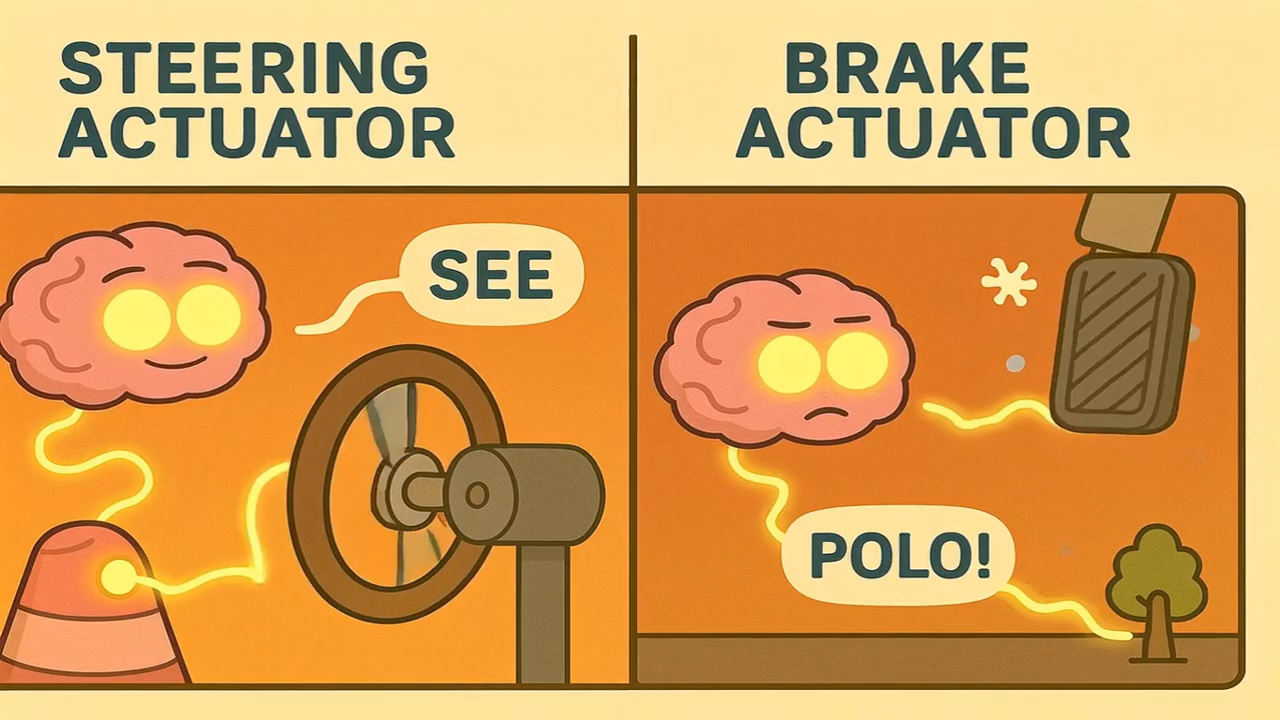 STEERING
ACTUATOR
SEE
BRAKE
ACTUATOR
POLO!